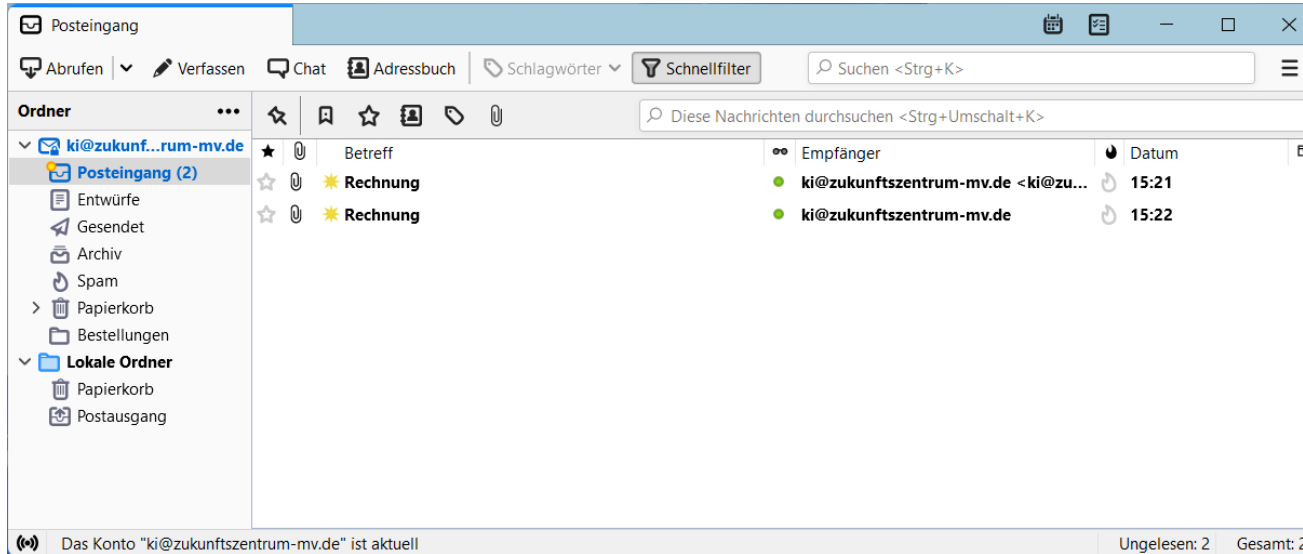 Posteingang
Abrufen Verfassen Chat Adressbuch Schlagwörter Schnellfilter Suchen <Strg+K>
Ordner ••• Diese Nachrichten durchsuchen <Strg+Umschalt+K>
ki@zukunf...rum-mv.de
Betreff Empfänger Datum
Posteingang (2)
Rechnung ki@zukunftszentrum-mv.de <ki@zu... 15:21
Entwürfe
Rechnung ki@zukunftszentrum-mv.de 15:22
Gesendet
Archiv
Spam
Papierkorb
Bestellungen
Lokale Ordner
Papierkorb
Postausgang
Das Konto "ki@zukunftszentrum-mv.de" ist aktuell Ungelesen: 2 Gesamt: 2